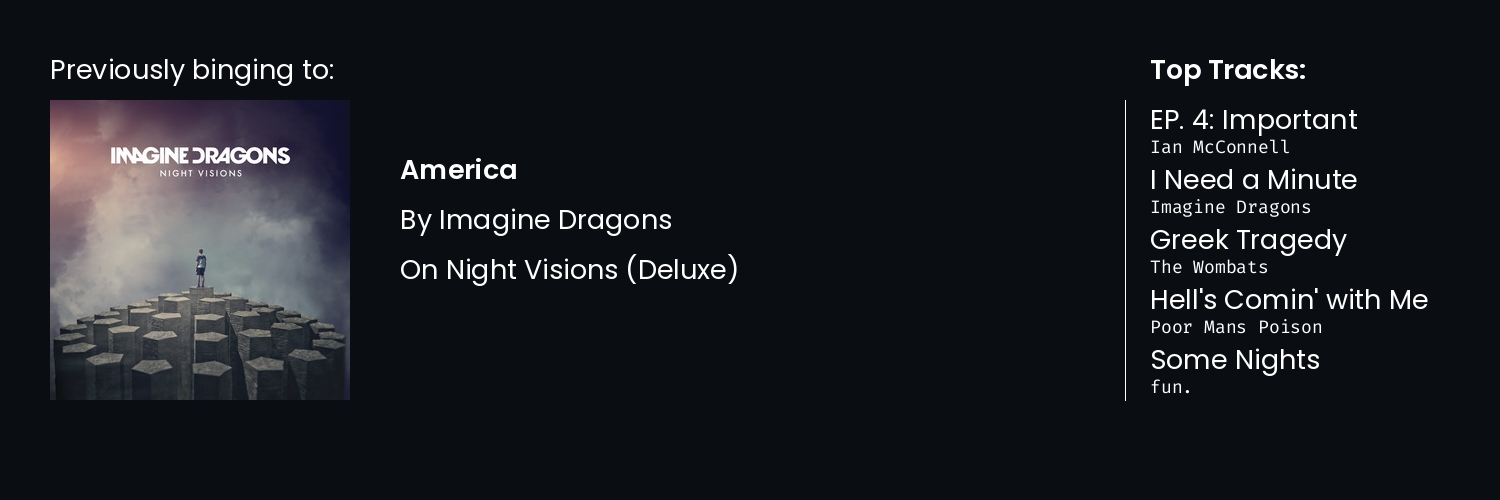 Previously binging to:
IMAGINE DRAGONS
NIGHT VISIONS
America
By Imagine Dragons
On Night Visions (Deluxe)
Top Tracks:
EP. 4: Important
Ian McConnell
I Need a Minute
Imagine Dragons
Greek Tragedy
The Wombats
Hell's Comin' with Me
Poor Mans Poison
Some Nights
fun.